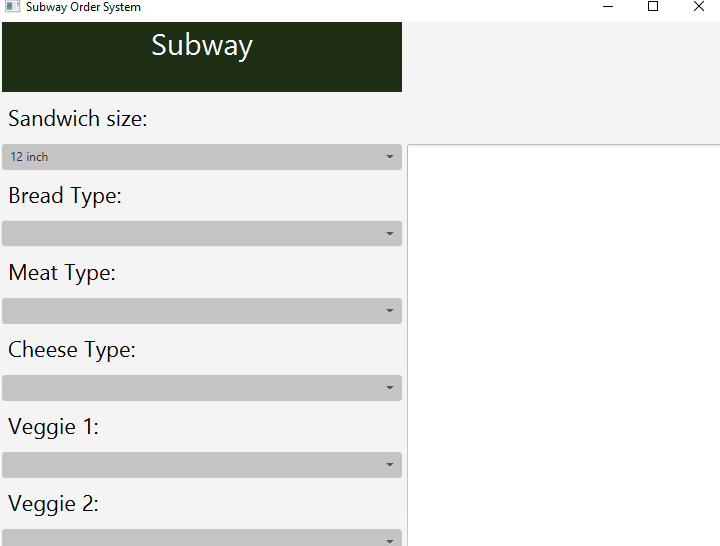 Subway Order System
Subway
Sandwich size:
12 inch
Bread Type:
Meat Type:
Cheese Type:
Veggie 1:
Veggie 2: